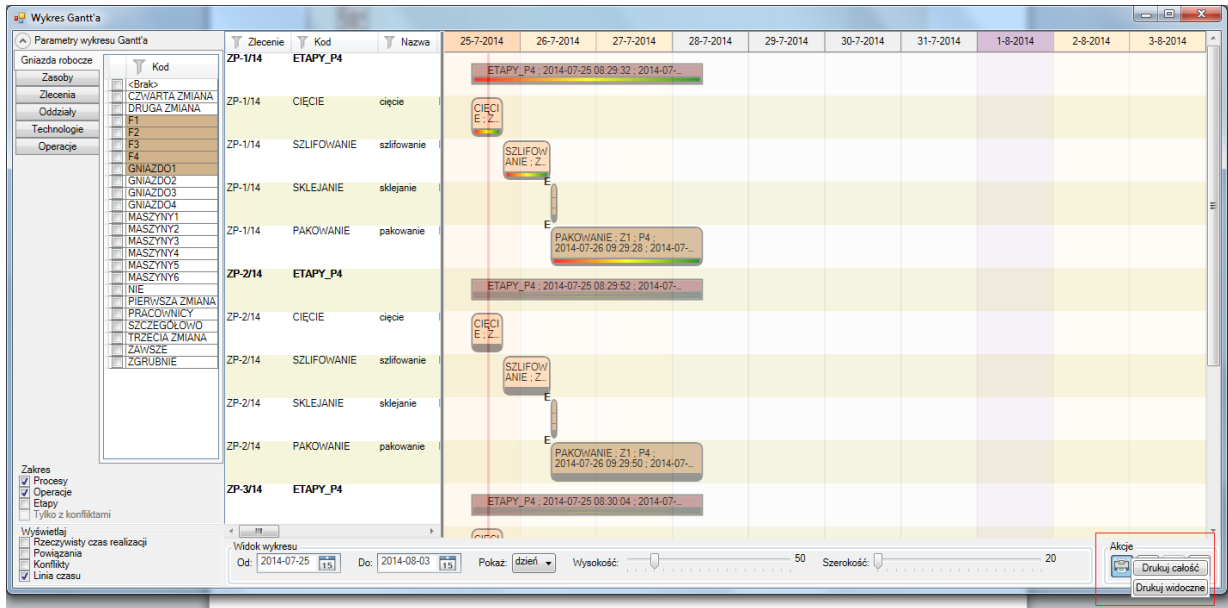 Wykres Gantt'a
Parametry wykresu Gantt'a
Gniazda robocze
Zasoby
Zlecenia
Oddziały
Technologie
Operacje
Kod
<Brak>
CZWARTA ZMIANA
DRUGA ZMIANA
F1
F2
F3
F4
GNIAZDO1
GNIAZDO2
GNIAZDO3
GNIAZDO4
MASZYNY1
MASZYNY2
MASZYNY3
MASZYNY4
MASZYNY5
MASZYNY6
NIE
PIERWSZA ZMIANA
PRACOWNICY
SZCZEGÓŁOWO
TRZECIA ZMIANA
ZAWSZE
ZGRUBNIE
Zakres
Procesy
Operacje
Etapy
Tylko z konfliktami
Wyświetlaj
Rzeczywisty czas realizacji
Powiązania
Konflikty
Linia czasu
Zlecenie Kod Nazwa 25-7-2014 26-7-2014 27-7-2014 28-7-2014 29-7-2014 30-7-2014 31-7-2014 1-8-2014 2-8-2014 3-8-2014
ZP-1/14 ETAPY_P4
ETAPY_P4 ; 2014-07-25 08:29:32 ; 2014-07-...
ZP-1/14 CIĘCIE cięcie
CIĘCI
E ; Z...
ZP-1/14 SZLIFOWANIE szlifowanie
SZLIFOW
ANIE ; Z...
E
ZP-1/14 SKLEJANIE sklejanie
E
ZP-1/14 PAKOWANIE pakowanie
PAKOWANIE ; Z1 ; P4 ;
2014-07-26 09:29:28 ; 2014-07-...
ZP-2/14 ETAPY_P4
ETAPY_P4 ; 2014-07-25 08:29:52 ; 2014-07-...
ZP-2/14 CIĘCIE cięcie
CIĘCI
E ; Z...
ZP-2/14 SZLIFOWANIE szlifowanie
SZLIFOW
ANIE ; Z...
E
ZP-2/14 SKLEJANIE sklejanie
E
ZP-2/14 PAKOWANIE pakowanie
PAKOWANIE ; Z1 ; P4 ;
2014-07-26 09:29:50 ; 2014-07-...
ZP-3/14 ETAPY_P4
ETAPY_P4 ; 2014-07-25 08:30:04 ; 2014-07-...
Widok wykresu
Od: 2014-07-25 15 Do: 2014-08-03 15 Pokaż: dzień Wysokość: 50 Szerokość: 20
Akcje
Drukuj całość
Drukuj widoczne